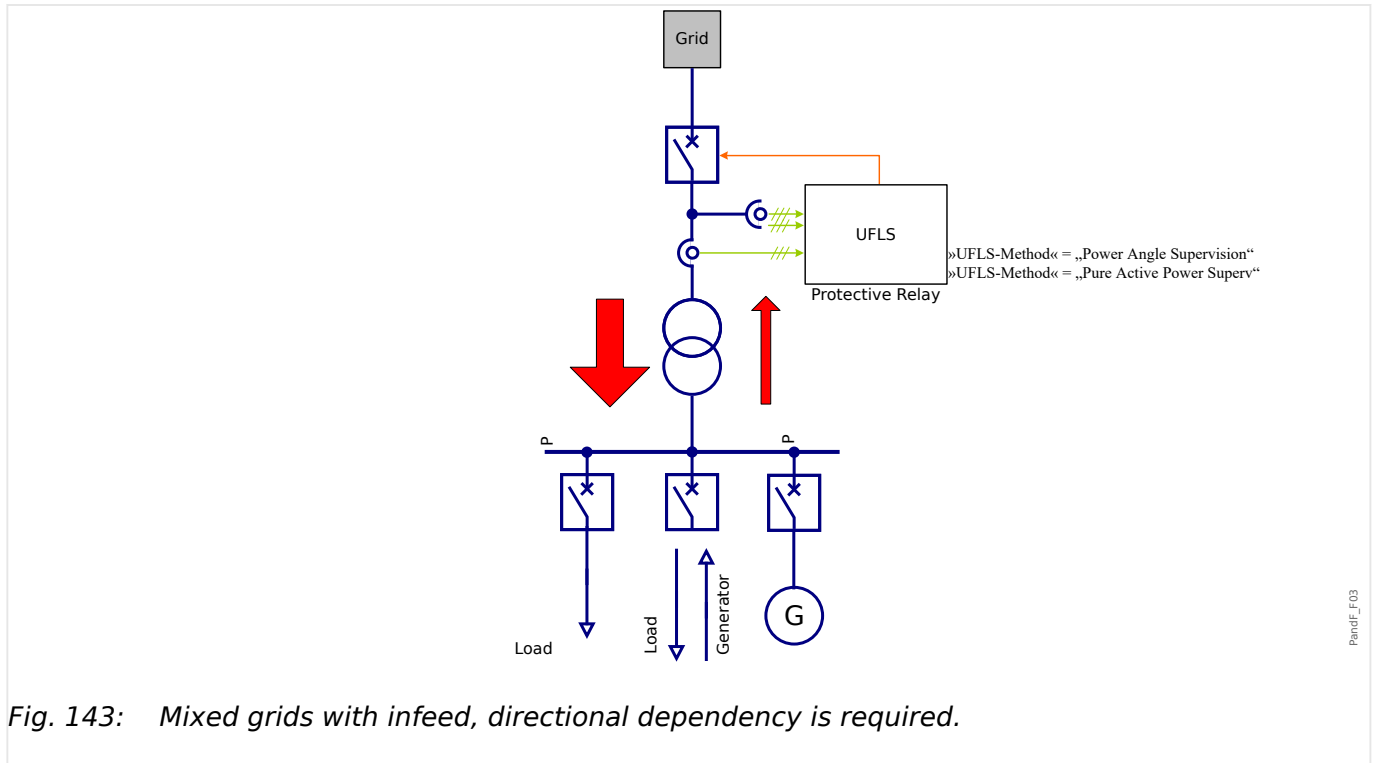 Grid
UFLS
»UFLS-Method« = „Power Angle Supervision“
»UFLS-Method« = „Pure Active Power Superv“
Protective Relay
P
P
Load
Load
Generator
G
PandF_F03
Fig. 143: Mixed grids with infeed, directional dependency is required.